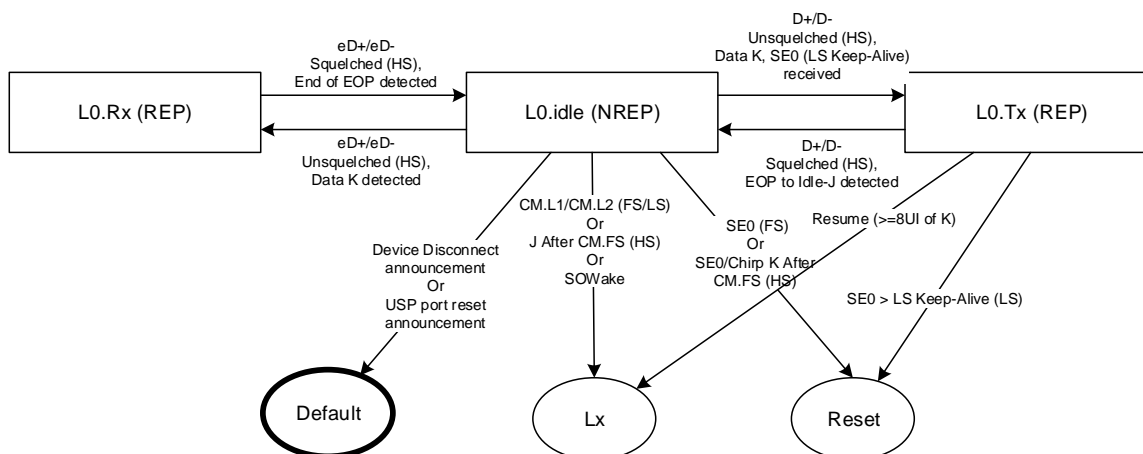 eD+/eD-
Squelched (HS),
End of EOP detected
D+/D-
Unsquelched (HS),
Data K, SE0 (LS Keep-Alive)
received
L0.Rx (REP)
L0.idle (NREP)
L0.Tx (REP)
eD+/eD-
Unsquelched (HS),
Data K detected
D+/D-
Squelched (HS),
EOP to Idle-J detected
Device Disconnect
announcement
Or
USP port reset
announcement
CM.L1/CM.L2 (FS/LS)
Or
J After CM.FS (HS)
Or
SOWake
SE0 (FS)
Or
SE0/Chirp K After
CM.FS (HS)
Resume (>=8UI of K)
SE0 > LS Keep-Alive (LS)
Default
Lx
Reset